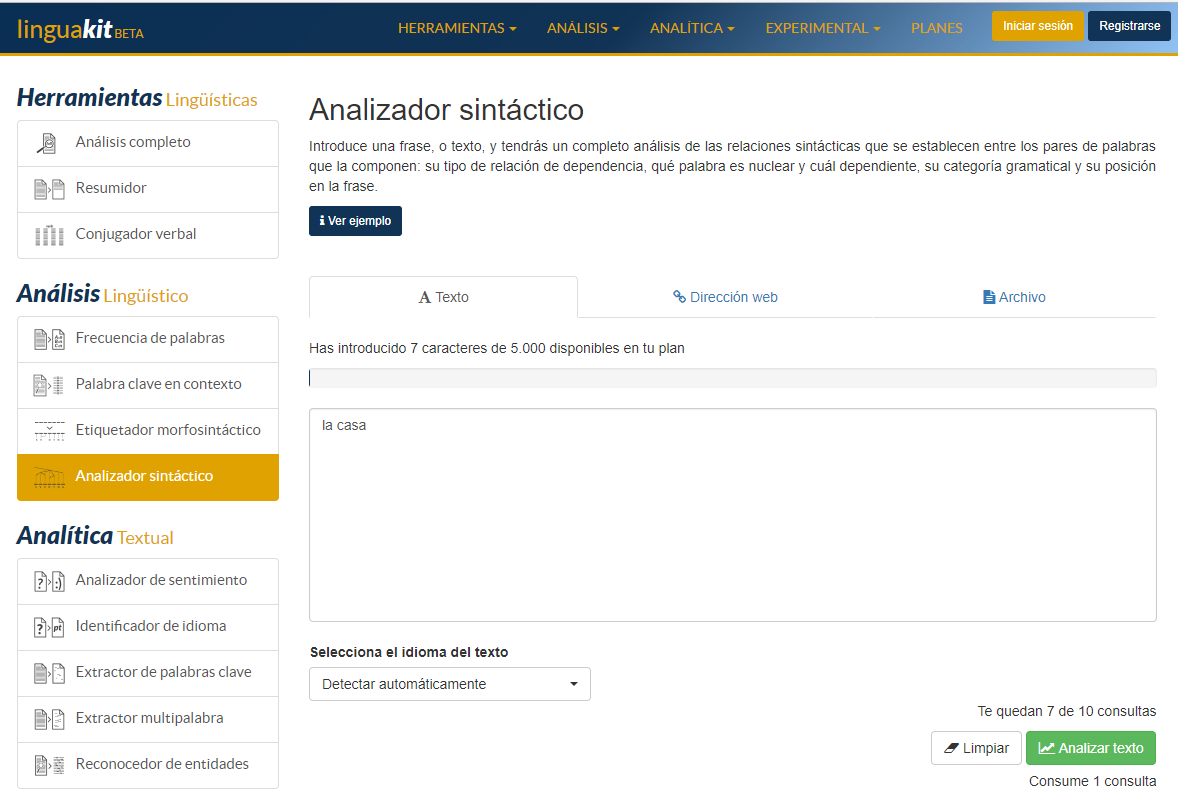 linguakit BETA
HERRAMIENTAS ANÁLISIS ANALÍTICA EXPERIMENTAL PLANES Iniciar sesión Registrarse
Herramientas Lingüísticas
Análisis completo
Resumidor
Conjugador verbal
Análisis Lingüístico
Frecuencia de palabras
Palabra clave en contexto
Etiquetador morfosintáctico
Analizador sintáctico
Analítica Textual
Analizador de sentimiento
Identificador de idioma
Extractor de palabras clave
Extractor multipalabra
Reconocedor de entidades
Analizador sintáctico
Introduce una frase, o texto, y tendrás un completo análisis de las relaciones sintácticas que se establecen entre los pares de palabras
que la componen: su tipo de relación de dependencia, qué palabra es nuclear y cuál dependiente, su categoría gramatical y su posición
en la frase.
Ver ejemplo
Texto Dirección web Archivo
Has introducido 7 caracteres de 5.000 disponibles en tu plan
la casa
Selecciona el idioma del texto
Detectar automáticamente
Te quedan 7 de 10 consultas
Limpiar Analizar texto
Consume 1 consulta